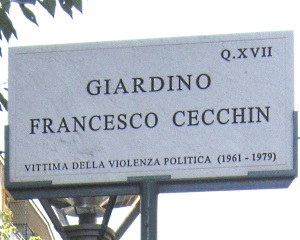 Q.XVII
GIARDINO
FRANCESCO CECCHIN
VITTIMA DELLA VIOLENZA POLITICA (1961 - 1979)